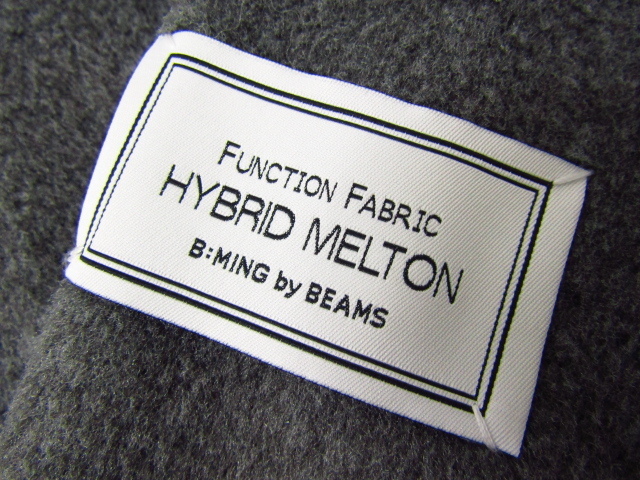 FUNCTION FABRIC
HYBRID MELTON
B:MING by BEAMS